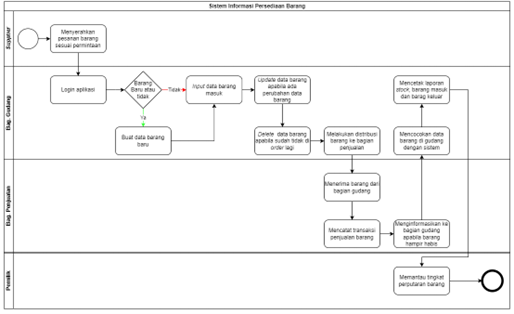 Sistem Informasi Persediaan Barang
Supplier
Menyerahkan
pesanan barang
sesuai permintaan
Bag. Gudang
Login aplikasi
Barang
Baru atau
tidak
Tidak
Ya
Input data barang
masuk
Buat data barang
baru
Update data barang
apabila ada
perubahan data
barang
Delete data barang
apabila sudah tidak di
order lagi
Melakukan distribusi
barang ke bagian
penjualan
Mencetak laporan
stock, barang masuk
dan barag keluar
Mencocokan data
barang di gudang
dengan sistem
Bag. Penjualan
Menerima barang dari
bagian gudang
Mencatat transaksi
penjualan barang
Menginformasikan ke
bagian gudang
apabila barang
hampir habis
Pemilik
Memantau tingkat
perputaran barang